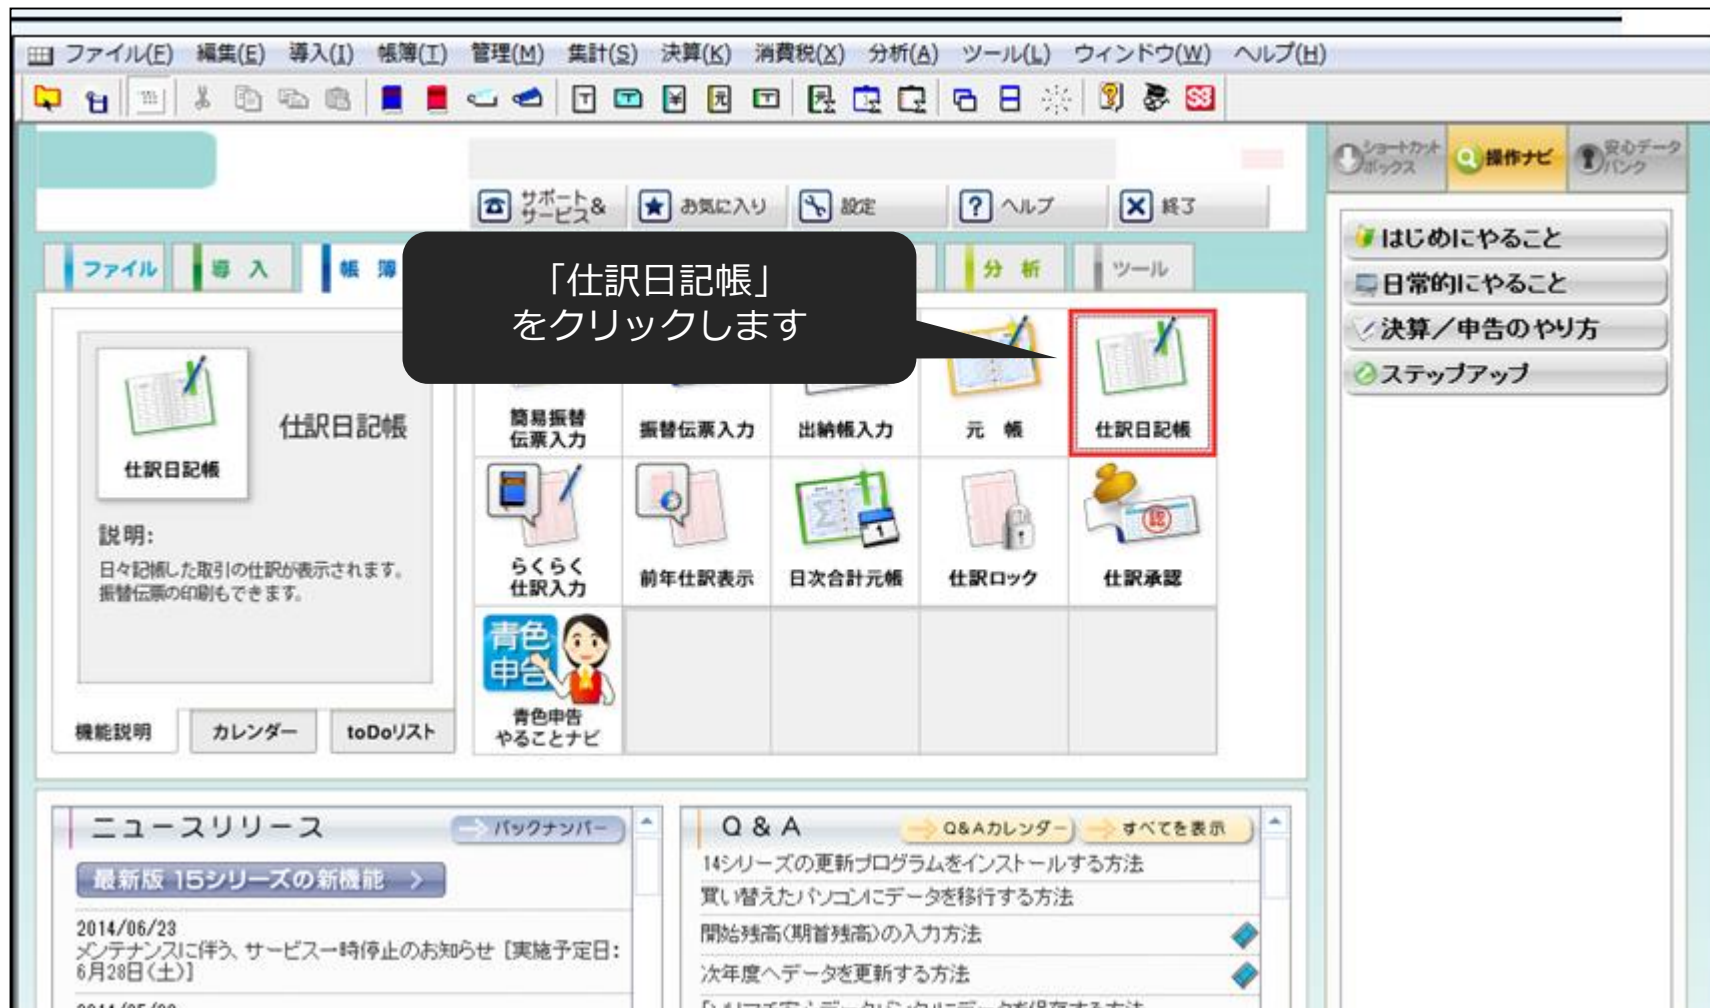 ファイル(F) 編集(E) 導入(I) 帳簿(T) 管理(M) 集計(S) 決算(K) 消費税(X) 分析(A) ツール(L) ウィンドウ(W) ヘルプ(H)
ショートカット
ボックス
操作ナビ
安心データ
バンク
サポート&
サービス
お気に入り
設定
ヘルプ
終了
ファイル
導 入
帳 簿
分 析
ツール
「仕訳日記帳」
をクリックします
はじめにやること
日常的にやること
決算／申告のやり方
ステップアップ
仕訳日記帳
仕訳日記帳
説明:
日々記帳した取引の仕訳が表示されます。
振替伝票の印刷もできます。
機能説明
カレンダー
toDoリスト
簡易振替
伝票入力
振替伝票入力
出納帳入力
元 帳
仕訳日記帳
らくらく
仕訳入力
前年仕訳表示
日次合計元帳
仕訳ロック
認
仕訳承認
青色
申告
青色申告
やることナビ
ニュースリリース
バックナンバー
最新版 15シリーズの新機能 >
2014/06/23
メンテナンスに伴う、サービス一時停止のお知らせ [実施予定日:
6月28日(土)]
Q & A
Q&Aカレンダー
すべてを表示
14シリーズの更新プログラムをインストールする方法
買い替えたパソコンにデータを移行する方法
開始残高(期首残高)の入力方法
次年度へデータを更新する方法